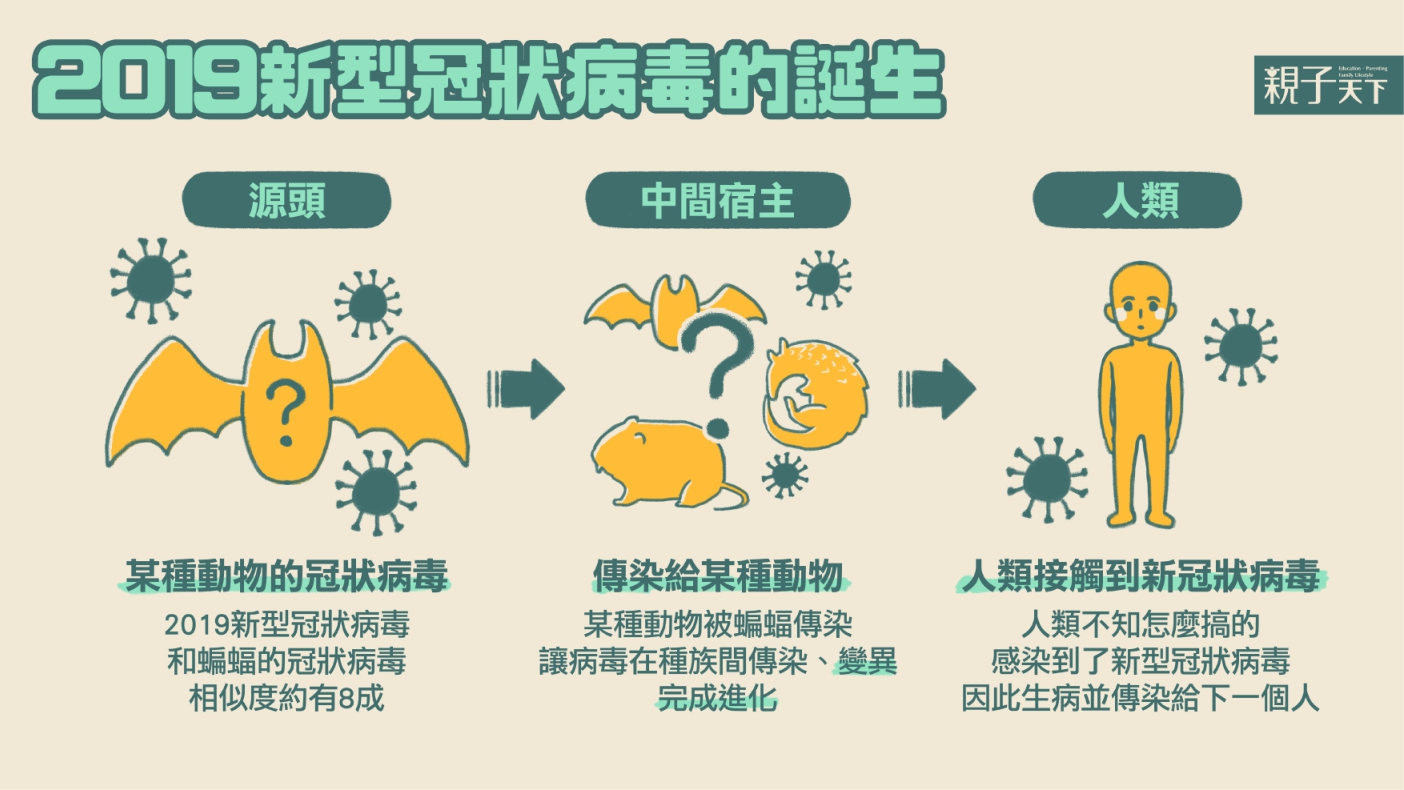 2019新型冠狀病毒的誕生
親子天下
Education・Parenting
Family Lifestyle
源頭
中間宿主
人類
?
?
某種動物的冠狀病毒
2019新型冠狀病毒
和蝙蝠的冠狀病毒
相似度約有8成
傳染給某種動物
某種動物被蝙蝠傳染
讓病毒在種族間傳染、變異
完成進化
人類接觸到新冠狀病毒
人類不知怎麼搞的
感染到了新型冠狀病毒
因此生病並傳染給下一個人